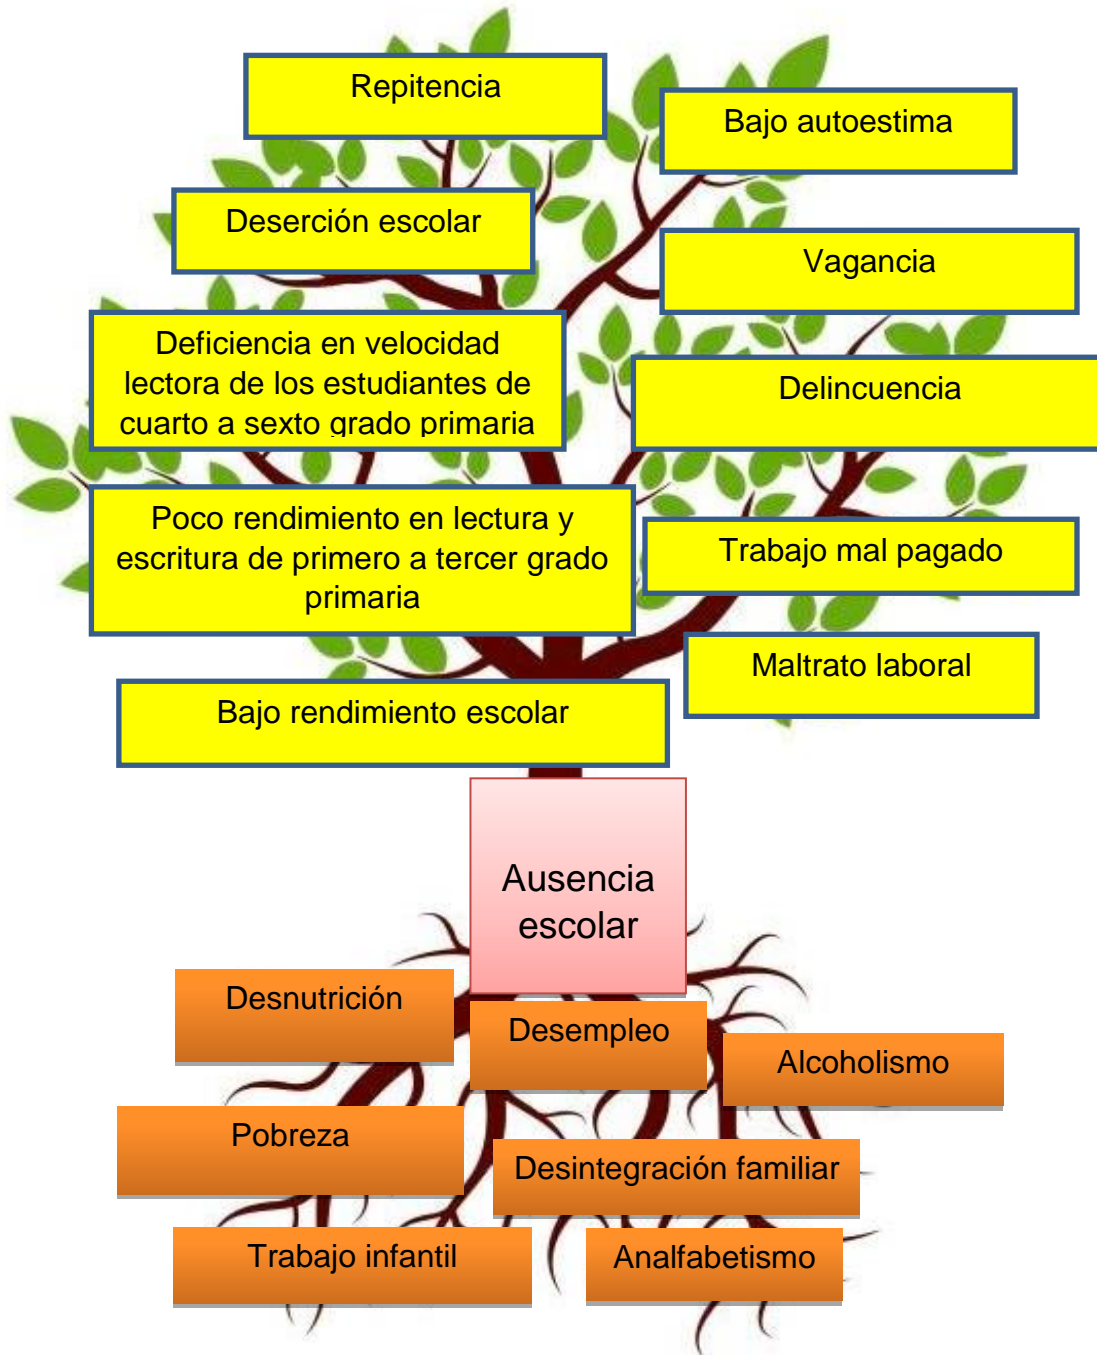 Repitencia
Bajo autoestima
Deserción escolar
Vagancia
Deficiencia en velocidad
lectora de los estudiantes de
cuarto a sexto grado primaria
Delincuencia
Poco rendimiento en lectura y
escritura de primero a tercer grado
primaria
Trabajo mal pagado
Maltrato laboral
Bajo rendimiento escolar
Ausencia
escolar
Desnutrición
Desempleo
Alcoholismo
Pobreza
Desintegración familiar
Trabajo infantil
Analfabetismo